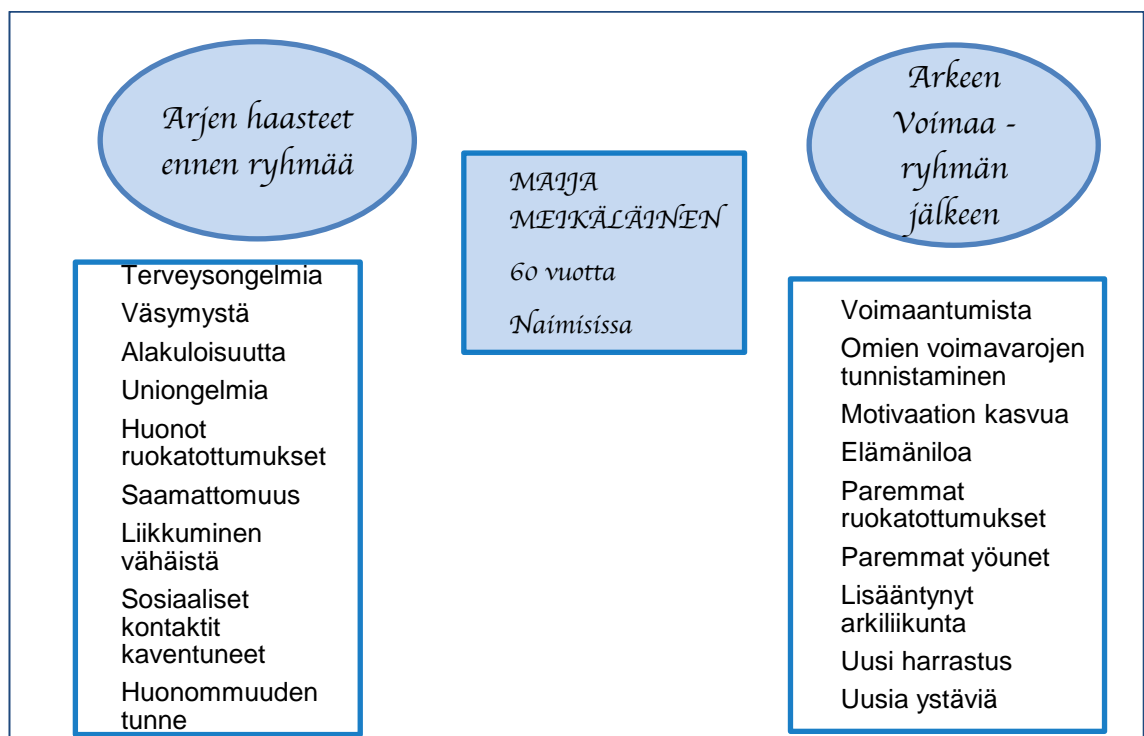 Arjen haasteet
ennen ryhmää
Terveysongelmia
Väsymystä
Alakuloisuutta
Uniongelmia
Huonot
ruokatottumukset
Saamattomuus
Liikkuminen
vähäistä
Sosiaaliset
kontaktit
kaventuneet
Huonommuuden
tunne
MAIJA
MEIKÄLÄINEN
60 vuotta
Naimisissa
Arkeen
Voimaa -
ryhmän
jälkeen
Voimaantumista
Omien voimavarojen
tunnistaminen
Motivaation kasvua
Elämäniloa
Paremmat
ruokatottumukset
Paremmat yöunet
Lisääntynyt
arkiliikunta
Uusi harrastus
Uusia ystäviä